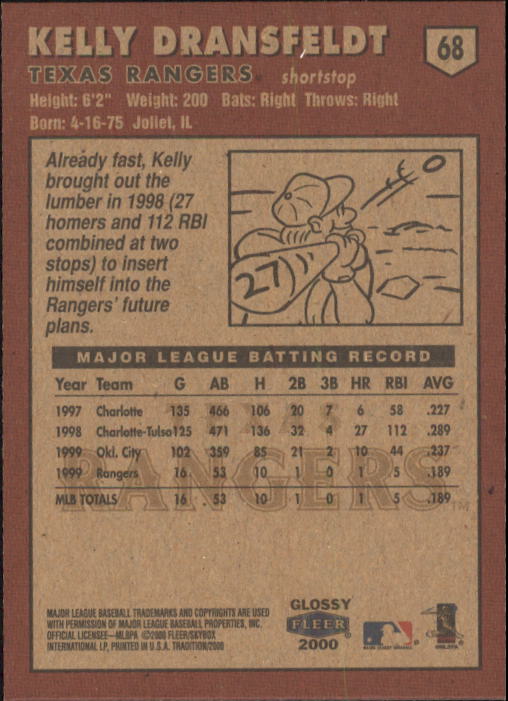 KELLY DRANSFELDT
68
TEXAS RANGERS shortstop
Height: 6'2" Weight: 200 Bats: Right Throws: Right
Born: 4-16-75 Joliet, IL
Already fast, Kelly
brought out the
lumber in 1998 (27
homers and 112 RBI
combined at two
stops) to insert
himself into the
Rangers' future
plans.
27
MAJOR LEAGUE BATTING RECORD
Year Team G AB H 2B 3B HR RBI AVG
1997 Charlotte 135 466 106 20 7 6 58 .227
1998 Charlotte-Tulsa 125 471 136 32 4 27 112 .289
1999 Okl. City 102 359 85 21 2 10 44 .237
1999 Rangers 16 53 10 1 0 1 5 .189
MLB TOTALS 16 53 10 1 0 1 5 .189
TEXAS
RANGERS™
MAJOR LEAGUE BASEBALL TRADEMARKS AND COPYRIGHTS ARE USED
WITH PERMISSION OF MAJOR LEAGUE BASEBALL PROPERTIES, INC.
OFFICIAL LICENSEE—MLBPA ©2000 FLEER/SKYBOX
INTERNATIONAL LP, PRINTED IN U.S.A. TRADITION/2000
GLOSSY
FLEER
2000